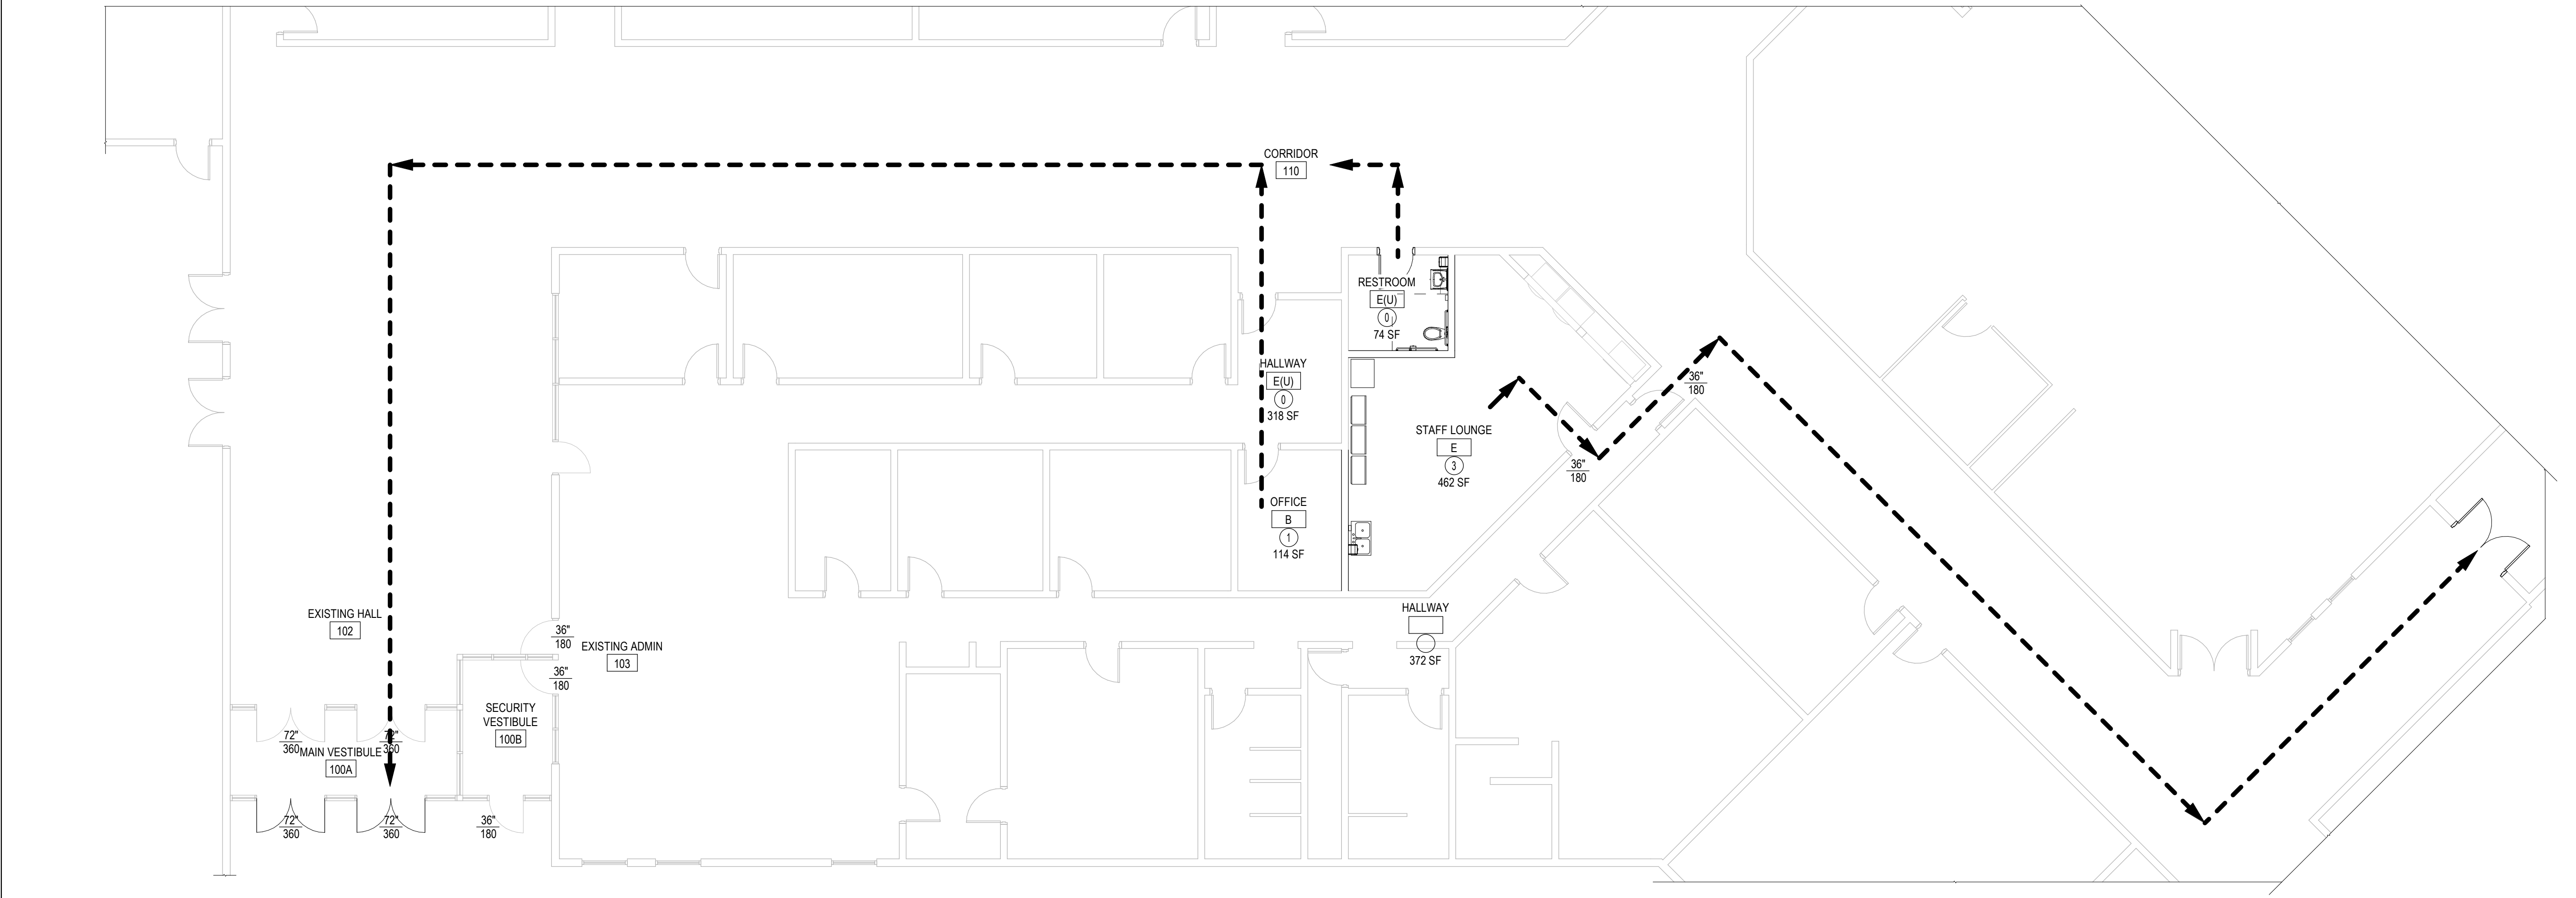 CORRIDOR
110
RESTROOM
E(U)
0
74 SF
HALLWAY
E(U)
0
318 SF
36"
180
STAFF LOUNGE
E
3
462 SF
36"
180
OFFICE
B
1
114 SF
EXISTING HALL
102
36"
180
EXISTING ADMIN
103
36"
180
HALLWAY
372 SF
SECURITY
VESTIBULE
100B
72"
360
72"
360
MAIN VESTIBULE
100A
72"
360
72"
360
36"
180